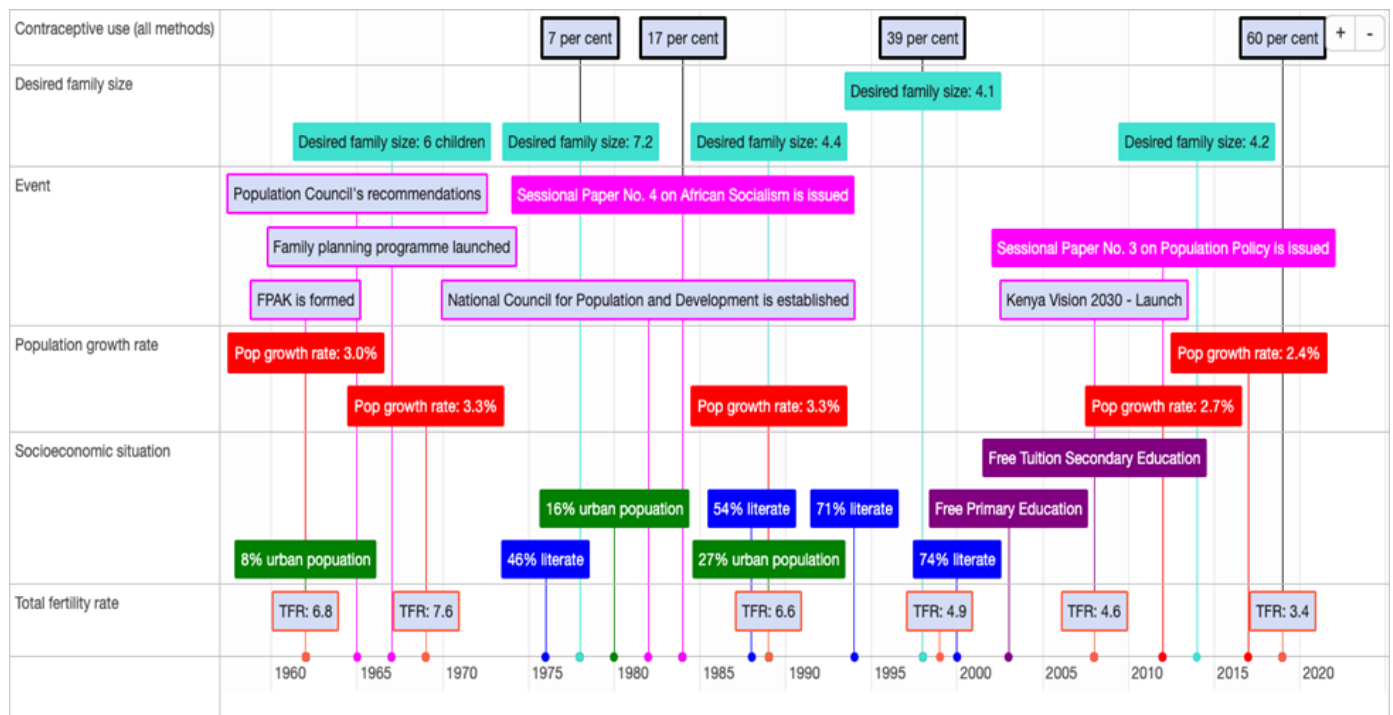 Contraceptive use (all methods)
7 per cent
17 per cent
39 per cent
60 per cent
+
-
Desired family size
Desired family size: 4.1
Desired family size: 6 children
Desired family size: 7.2
Desired family size: 4.4
Desired family size: 4.2
Event
Population Council's recommendations
Sessional Paper No. 4 on African Socialism is issued
Family planning programme launched
Sessional Paper No. 3 on Population Policy is issued
FPAK is formed
National Council for Population and Development is established
Kenya Vision 2030 - Launch
Population growth rate
Pop growth rate: 3.0%
Pop growth rate: 2.4%
Pop growth rate: 3.3%
Pop growth rate: 3.3%
Pop growth rate: 2.7%
Socioeconomic situation
Free Tuition Secondary Education
16% urban popuation
54% literate
71% literate
Free Primary Education
8% urban popuation
46% literate
27% urban population
74% literate
Total fertility rate
TFR: 6.8
TFR: 7.6
TFR: 6.6
TFR: 4.9
TFR: 4.6
TFR: 3.4
1960
1965
1970
1975
1980
1985
1990
1995
2000
2005
2010
2015
2020